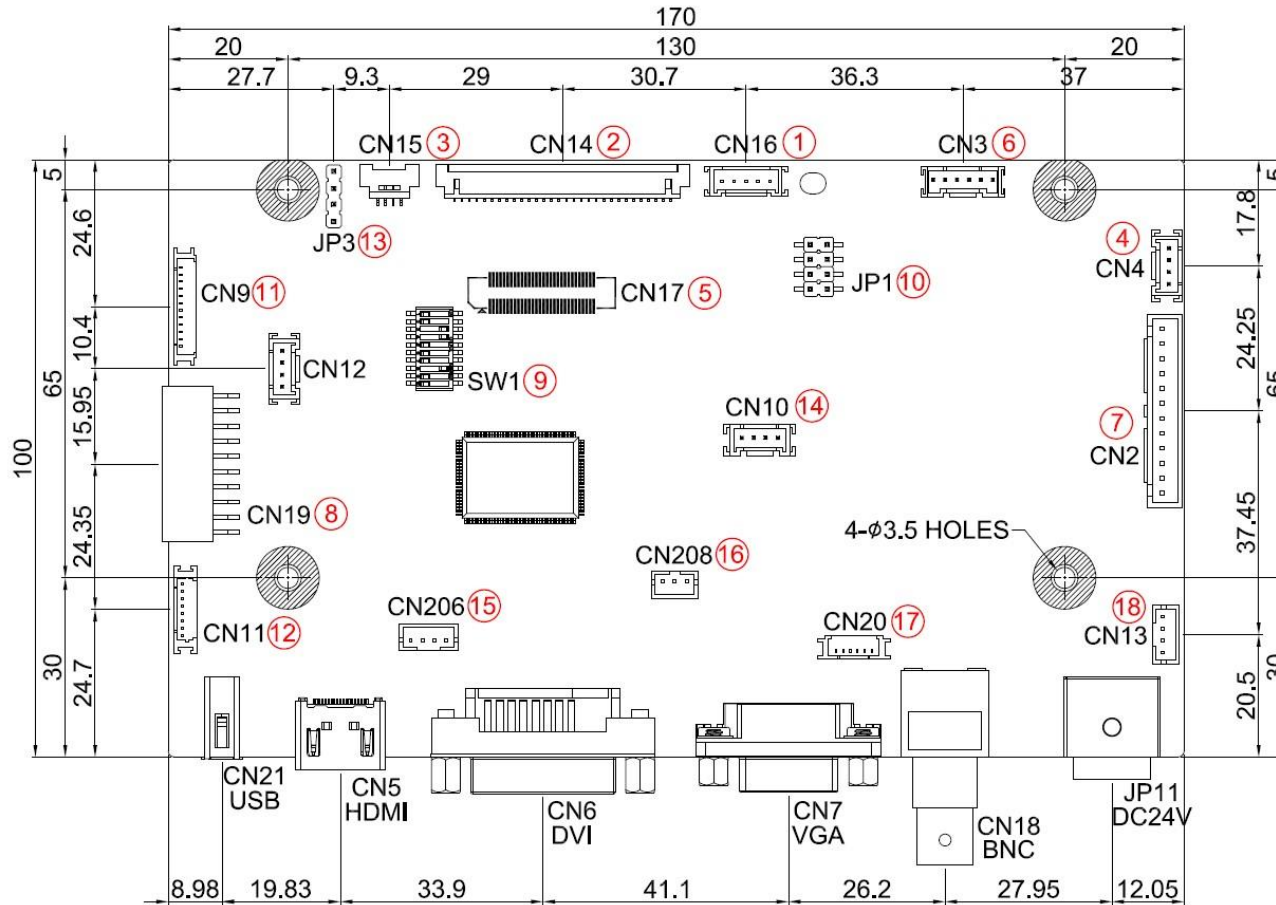 170
20 130 20
27.7 9.3 29 30.7 36.3 37
CN15 3 CN14 2 CN16 1 CN3 6
5 5
24.6 17.8
JP3 13
4
CN4
CN9 11 CN17 5 JP1 10
10.4 24.25
CN12
65 65
SW1 9
15.95
CN10 14
7
CN2
100
CN19 8
24.35 37.45
4-φ3.5 HOLES
CN208 16
CN206 15
18
CN20 17
CN13
CN11 12
30 24.7 20.5 30
CN21
USB
CN5
HDMI
CN6
DVI
CN7
VGA
CN18
BNC
JP11
DC24V
8.98 19.83 33.9 41.1 26.2 27.95 12.05